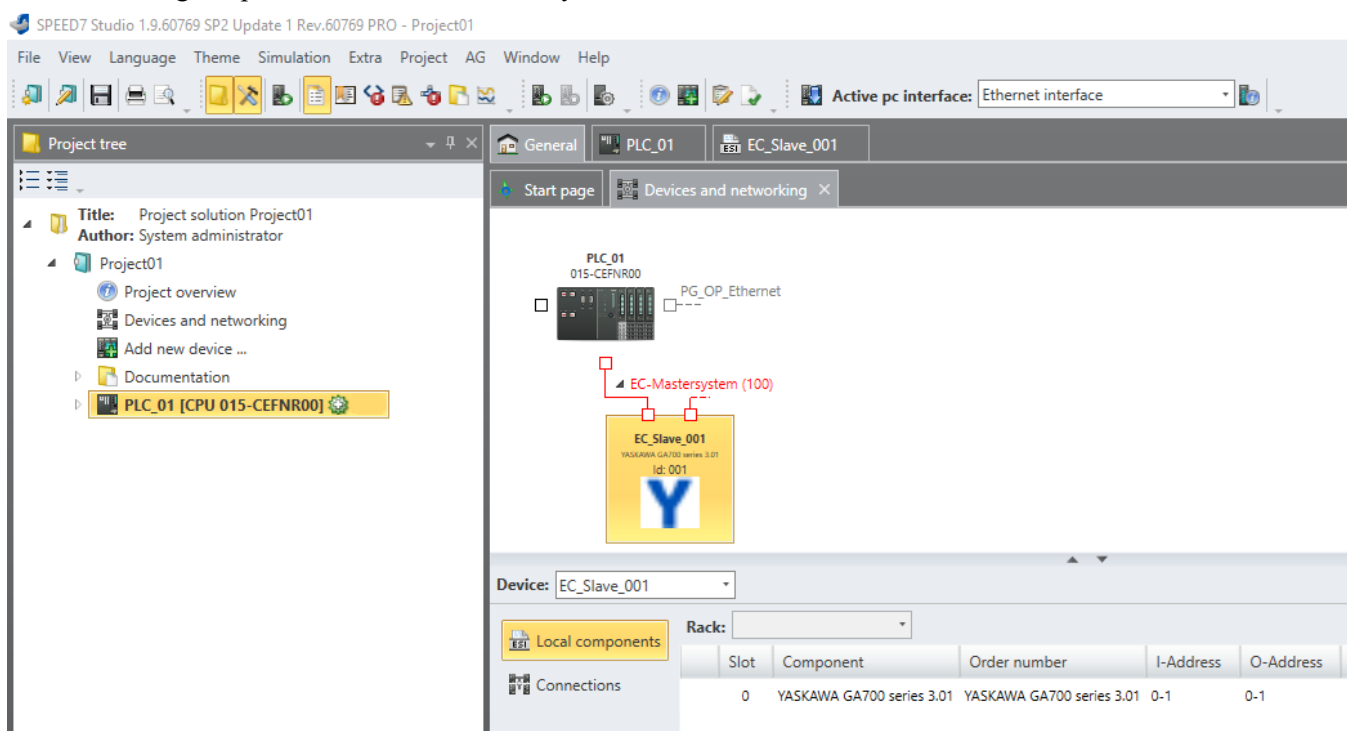 SPEED7 Studio 1.9.60769 SP2 Update 1 Rev.60769 PRO - Project01
File View Language Theme Simulation Extra Project AG Window Help
Active pc interface: Ethernet interface
Project tree
General PLC_01 ESI EC_Slave_001
Start page Devices and networking
Title: Project solution Project01
Author: System administrator
Project01
Project overview
Devices and networking
Add new device ...
Documentation
PLC_01 [CPU 015-CEFNR00]
PLC_01
015-CEFNR00
PG_OP_Ethernet
EC-Mastersystem (100)
EC_Slave_001
YASKAWA GA700 series 3.01
Id: 001
Y
Device: EC_Slave_001
ESI Local components
Connections
Rack:
Slot Component Order number I-Address O-Address
0 YASKAWA GA700 series 3.01 YASKAWA GA700 series 3.01 0-1 0-1